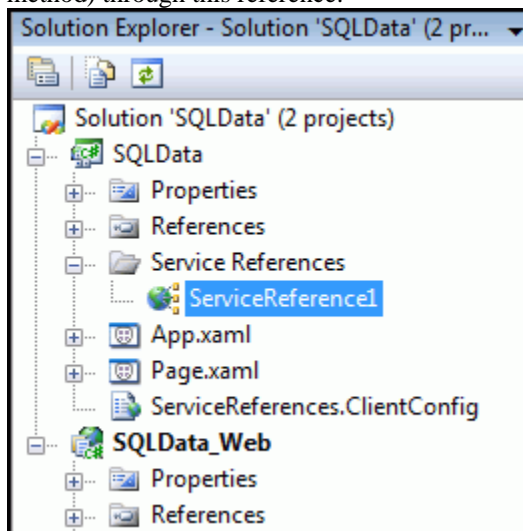 method) through this reference.
Solution Explorer - Solution 'SQLData' (2 pr...
Solution 'SQLData' (2 projects)
SQLData
Properties
References
Service References
ServiceReference1
App.xaml
Page.xaml
ServiceReferences.ClientConfig
SQLData_Web
Properties
References